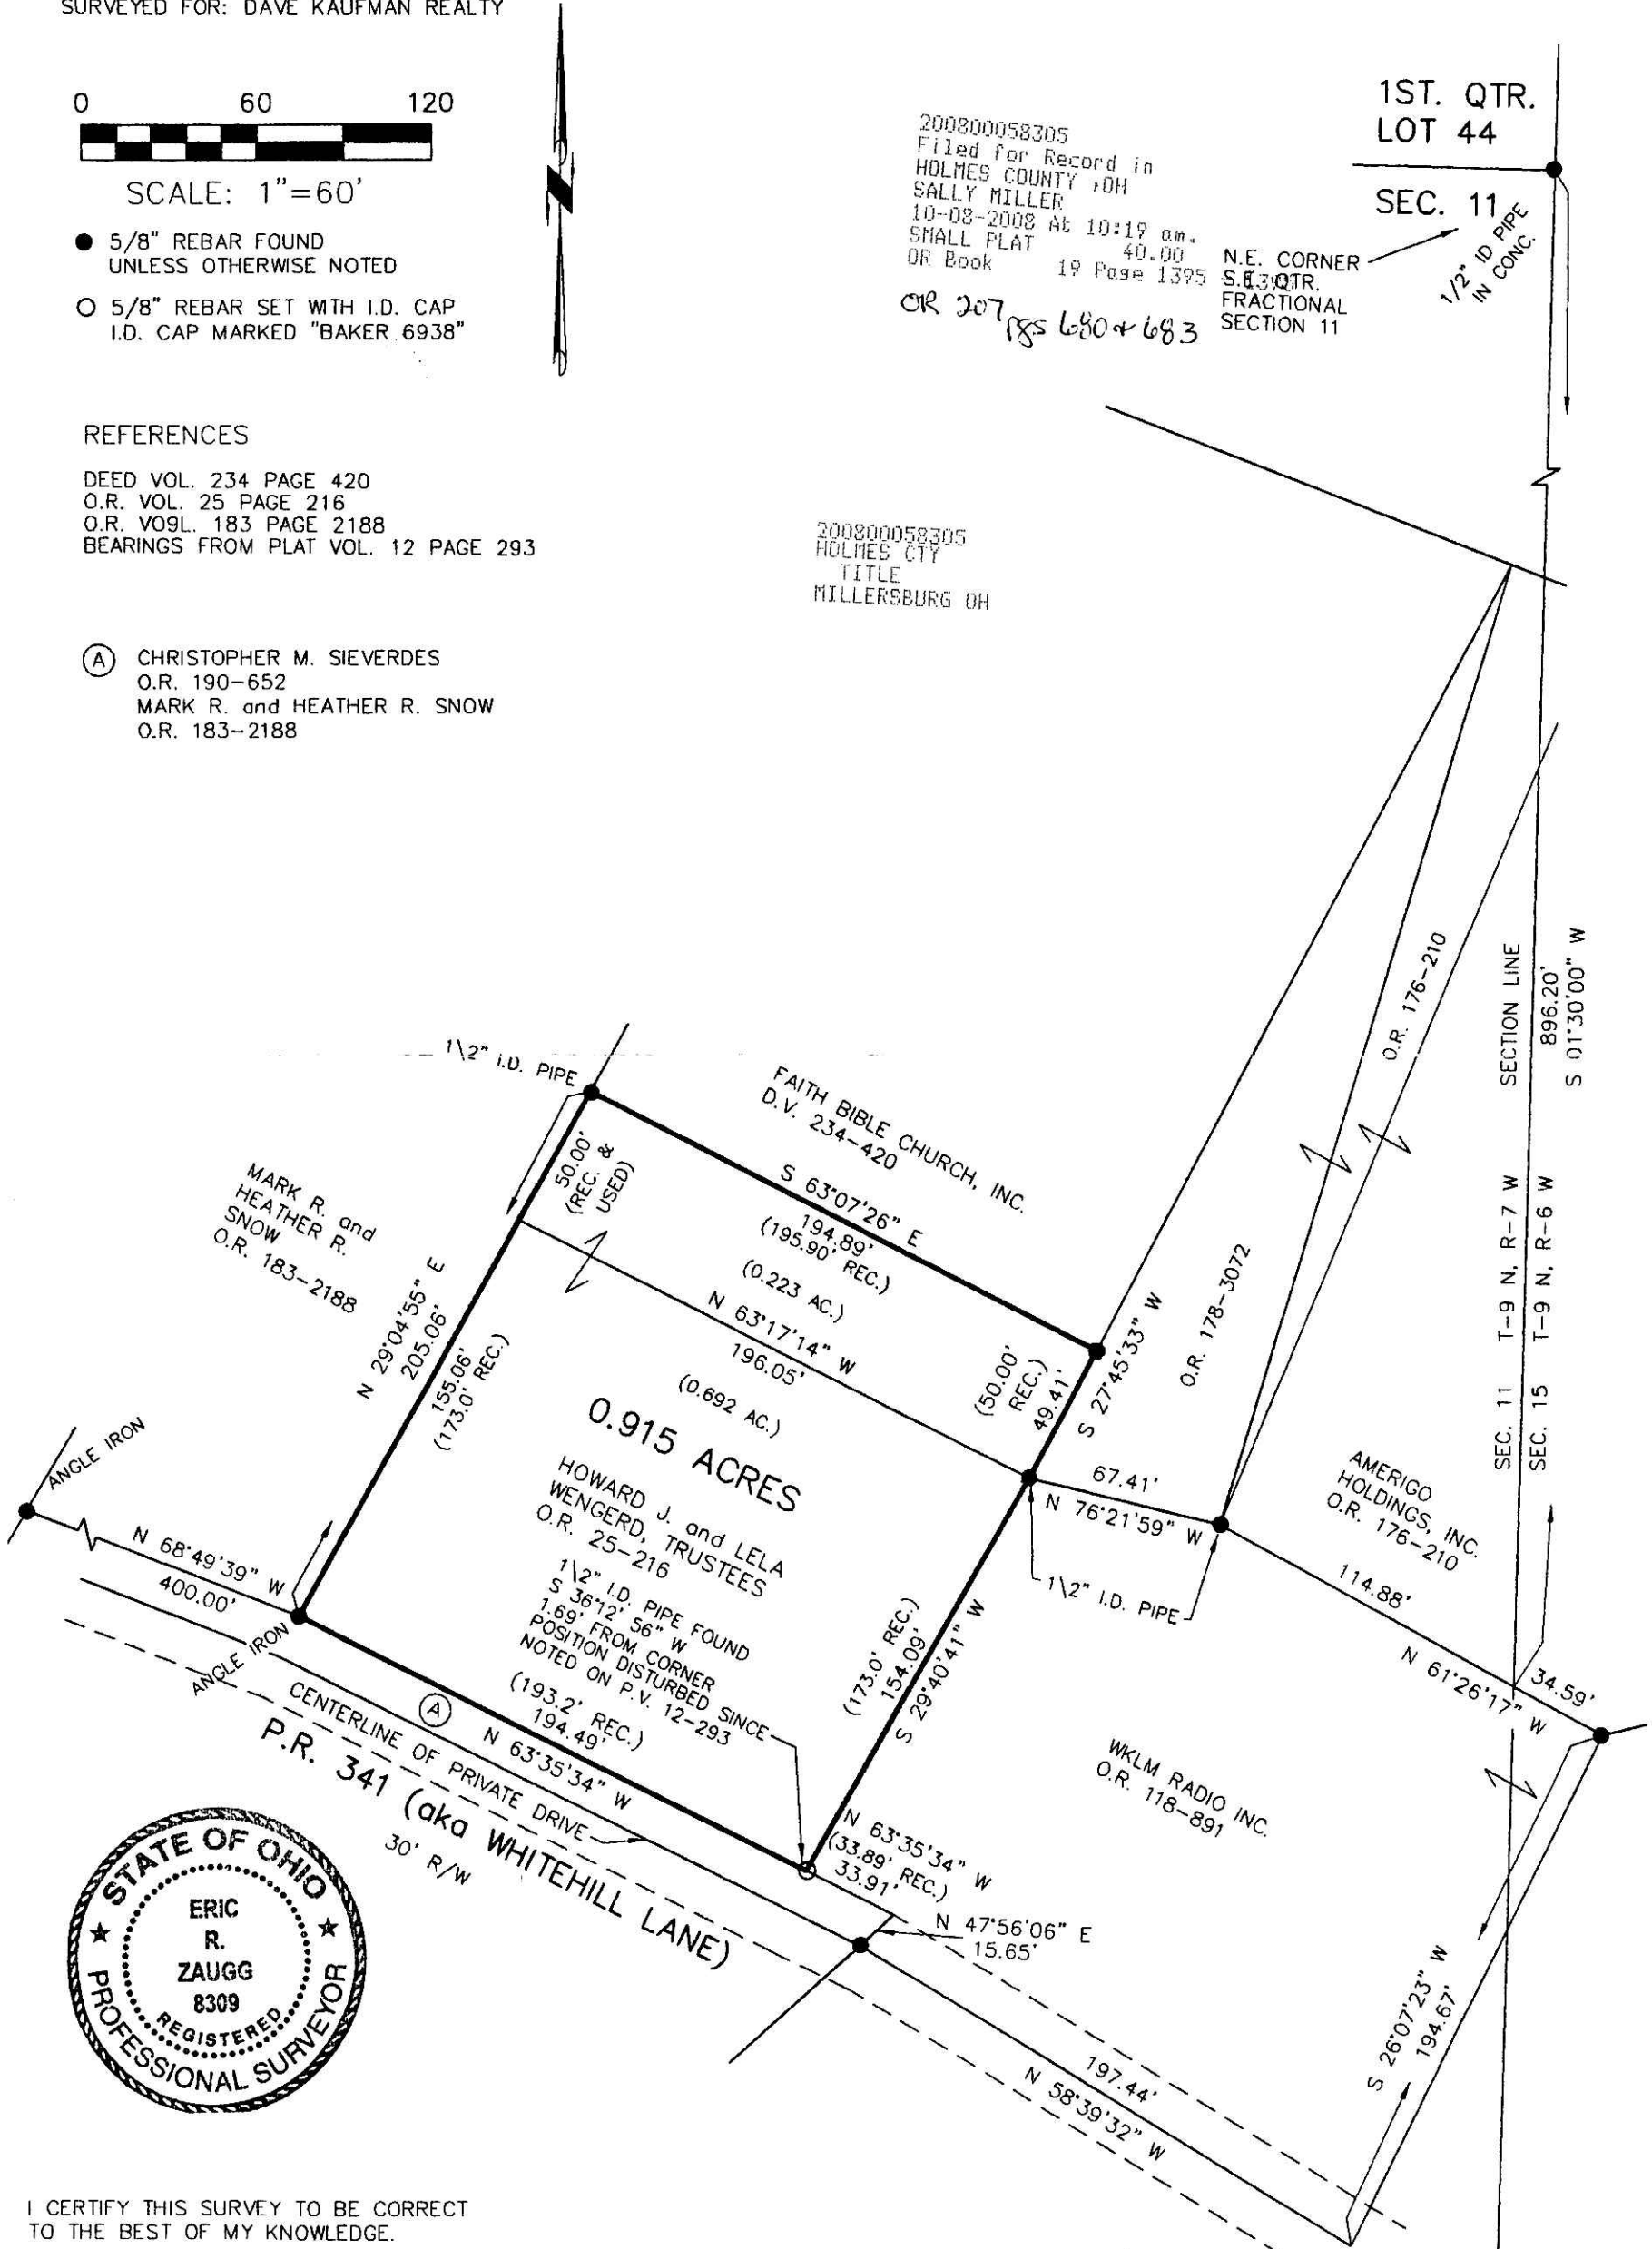 SURVEYED FOR: DAVE KAUFMAN REALTY
0 60 120
SCALE: 1"=60'
● 5/8" REBAR FOUND
UNLESS OTHERWISE NOTED
○ 5/8" REBAR SET WITH I.D. CAP
I.D. CAP MARKED "BAKER 6938"
REFERENCES
DEED VOL. 234 PAGE 420
O.R. VOL. 25 PAGE 216
O.R. VO9L. 183 PAGE 2188
BEARINGS FROM PLAT VOL. 12 PAGE 293
A CHRISTOPHER M. SIEVERDES
O.R. 190-652
MARK R. and HEATHER R. SNOW
O.R. 183-2188
200800058305
Filed for Record in
HOLMES COUNTY ,OH
SALLY MILLER
10-08-2008 At 10:19 am.
SMALL PLAT 40.00
OR Book 19 Page 1395
OR 207 pgs 680 + 683
1ST. QTR.
LOT 44
SEC. 11
1/2" ID PIPE
IN CONC.
N.E. CORNER
S.E. QTR.
FRACTIONAL
SECTION 11
200800058305
HOLMES CTY
TITLE
MILLERSBURG OH
O.R. 176-210
SECTION LINE
896.20'
S 01°30'00" W
SEC. 11 T-9 N, R-7 W
SEC. 15 T-9 N, R-6 W
1\2" I.D. PIPE
50.00'
(REC. &
USED)
FAITH BIBLE CHURCH, INC.
D.V. 234-420
S 63°07'26" E
194.89'
(195.90' REC.)
(0.223 AC.)
N 63°17'14" W
196.05'
(0.692 AC.)
0.915 ACRES
MARK R. and
HEATHER R.
SNOW
O.R. 183-2188
N 29°04'55" E
205.06'
155.06'
(173.0' REC.)
(50.00'
REC.)
49.41'
S 27°45'33" W
O.R. 178-3072
67.41'
N 76°21'59" W
1\2" I.D. PIPE
AMERIGO
HOLDINGS, INC.
O.R. 176-210
114.88'
N 61°26'17" W
34.59'
HOWARD J. and LELA
WENGERD, TRUSTEES
O.R. 25-216
1\2" I.D. PIPE FOUND
S 36°12' 56" W
1.69' FROM CORNER
POSITION DISTURBED SINCE
NOTED ON P.V. 12-293
(193.2' REC.)
194.49'
N 63°35'34" W
(173.0' REC.)
154.09'
S 29°40'41" W
ANGLE IRON
N 68°49'39" W
400.00'
ANGLE IRON
A
CENTERLINE OF PRIVATE DRIVE
P.R. 341 (aka WHITEHILL LANE)
30' R/W
WKLM RADIO INC.
O.R. 118-891
N 63°35'34" W
(33.89' REC.)
33.91'
N 47°56'06" E
15.65'
197.44'
N 58°39'32" W
S 26°07'23" W
194.67'
STATE OF OHIO
ERIC
R.
ZAUGG
8309
REGISTERED
PROFESSIONAL SURVEYOR
I CERTIFY THIS SURVEY TO BE CORRECT
TO THE BEST OF MY KNOWLEDGE.